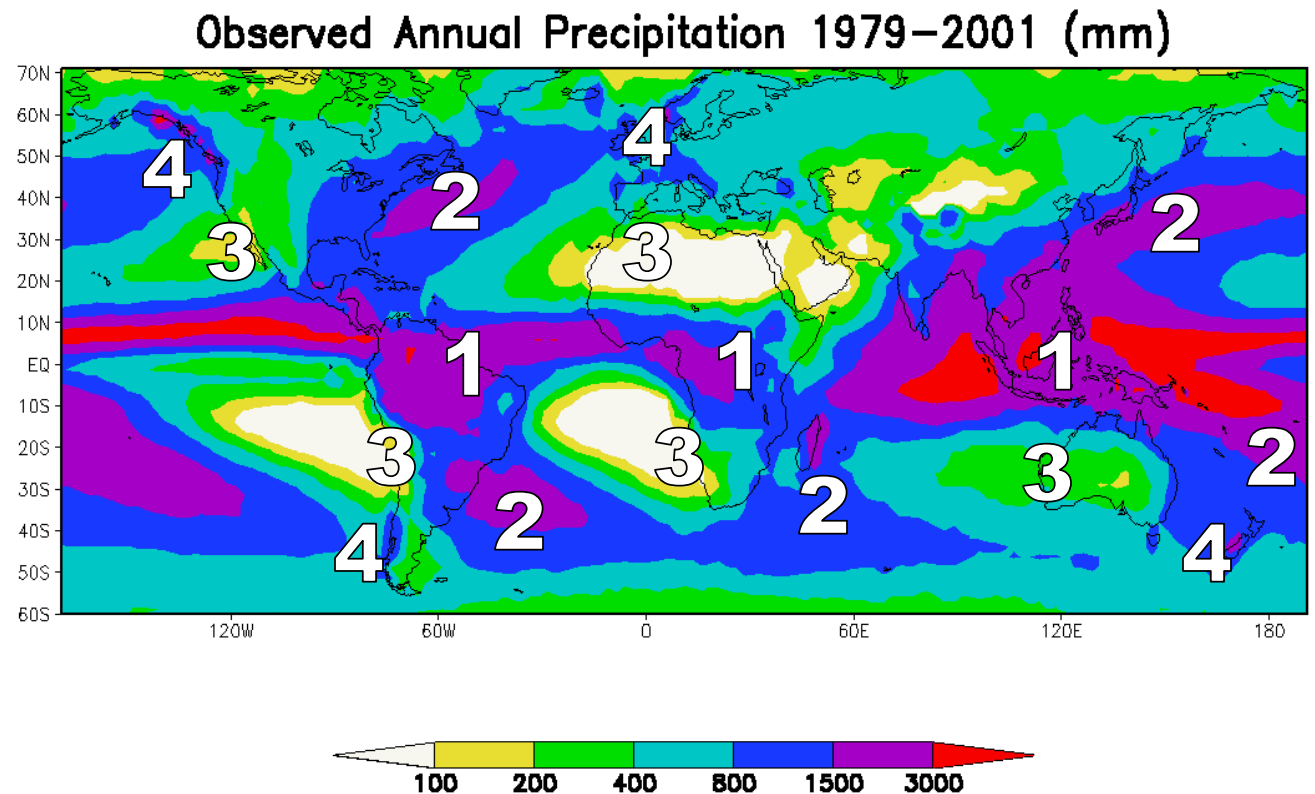 Observed Annual Precipitation 1979-2001 (mm)
70N
60N
50N
40N
30N
20N
10N
EQ
10S
20S
30S
40S
50S
60S
4 4
2 2
3 3
1 1 1
3 3 3 2
2 2
4 4
120W 60W 0 60E 120E 180
100 200 400 800 1500 3000